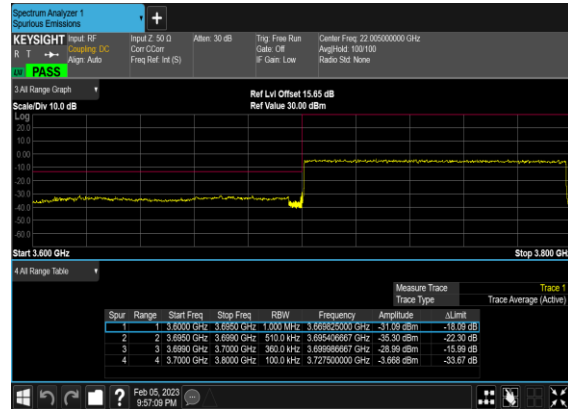 Spectrum Analyzer 1
Spurious Emissions
+
KEYSIGHT Input: RF Input Z: 50 Ω Atten: 30 dB Trig: Free Run Center Freq: 22.005000000 GHz
R T Coupling: DC Corr CCorr Gate: Off Avg|Hold: 100/100
Align: Auto Freq Ref: Int (S) IF Gain: Low Radio Std: None
LW PASS
3 All Range Graph
Ref Lvl Offset 15.65 dB
Scale/Div 10.0 dB Ref Value 30.00 dBm
Log
20.0
10.0
0.00
-10.0
-20.0
-30.0
-40.0
-50.0
-60.0
Start 3.600 GHz Stop 3.800 GHz
4 All Range Table
Measure Trace Trace 1
Trace Type Trace Average (Active)
Spur Range Start Freq Stop Freq RBW Frequency Amplitude ΔLimit
1 1 3.6000 GHz 3.6950 GHz 1.000 MHz 3.669825000 GHz -31.09 dBm -18.09 dB
2 2 3.6950 GHz 3.6990 GHz 510.0 kHz 3.695406667 GHz -35.30 dBm -22.30 dB
3 3 3.6990 GHz 3.7000 GHz 360.0 kHz 3.699986667 GHz -28.99 dBm -15.99 dB
4 4 3.7000 GHz 3.8000 GHz 100.0 kHz 3.727500000 GHz -3.668 dBm -33.67 dB
? Feb 05, 2023
9:57:09 PM